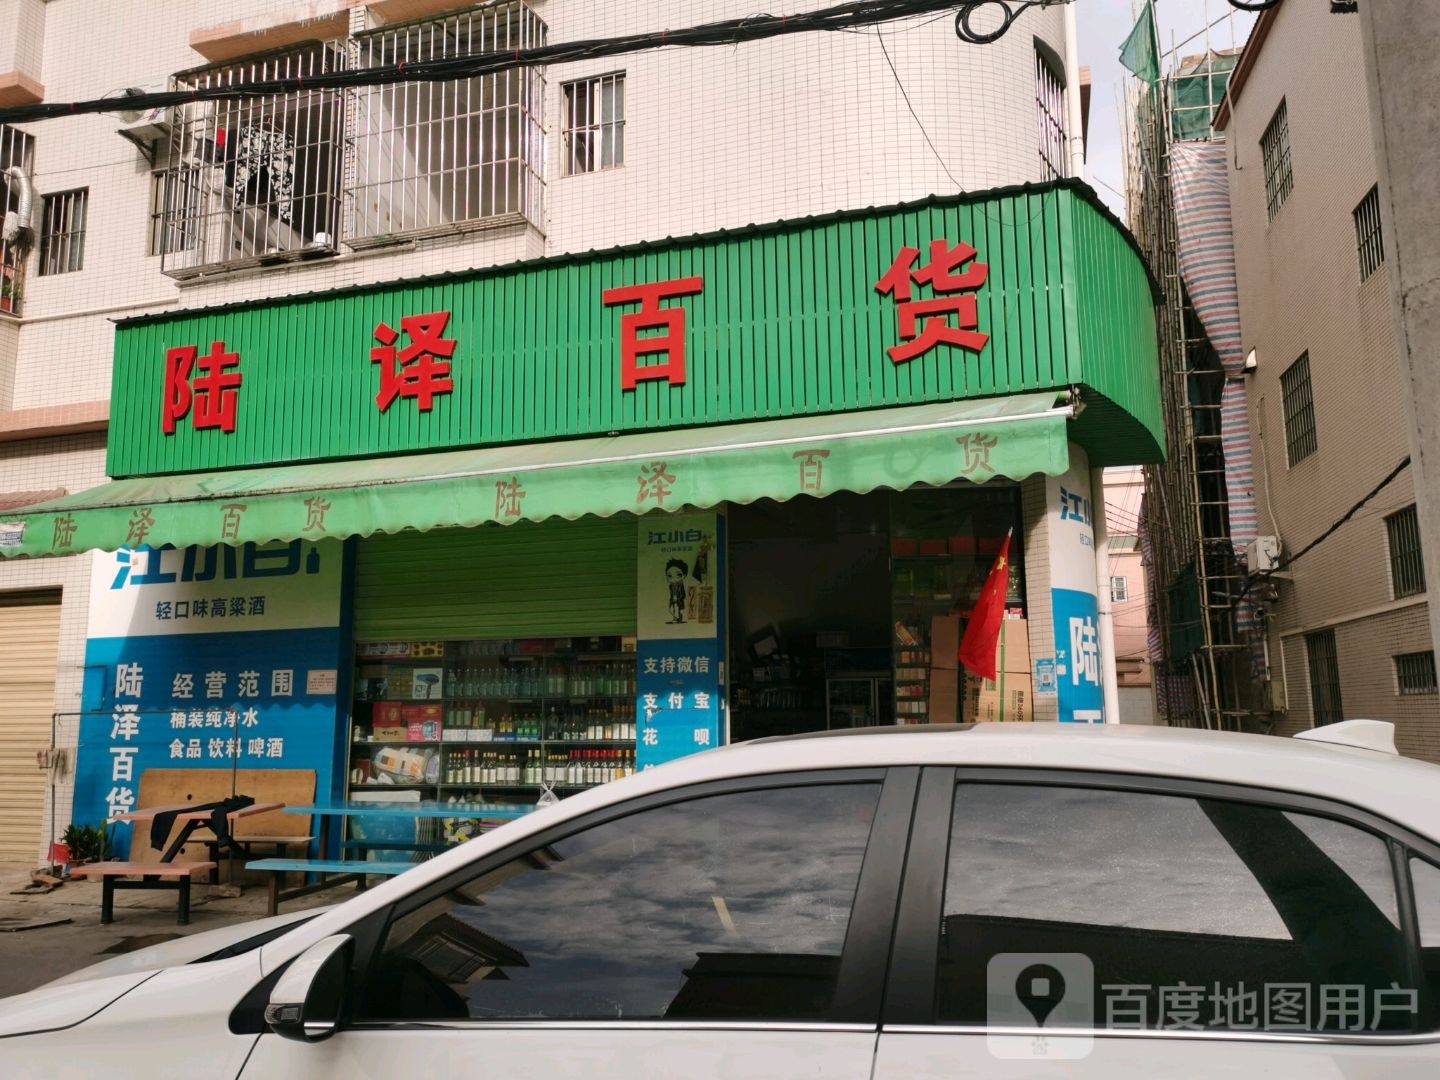 陆译百货
陆泽百货 陆泽百货
江小白
轻口味高粱酒
陆泽百货
经营范围
桶装纯净水
食品 饮料 啤酒
江小白
支持微信
支付宝
花呗
江小
陆
百度地图用户